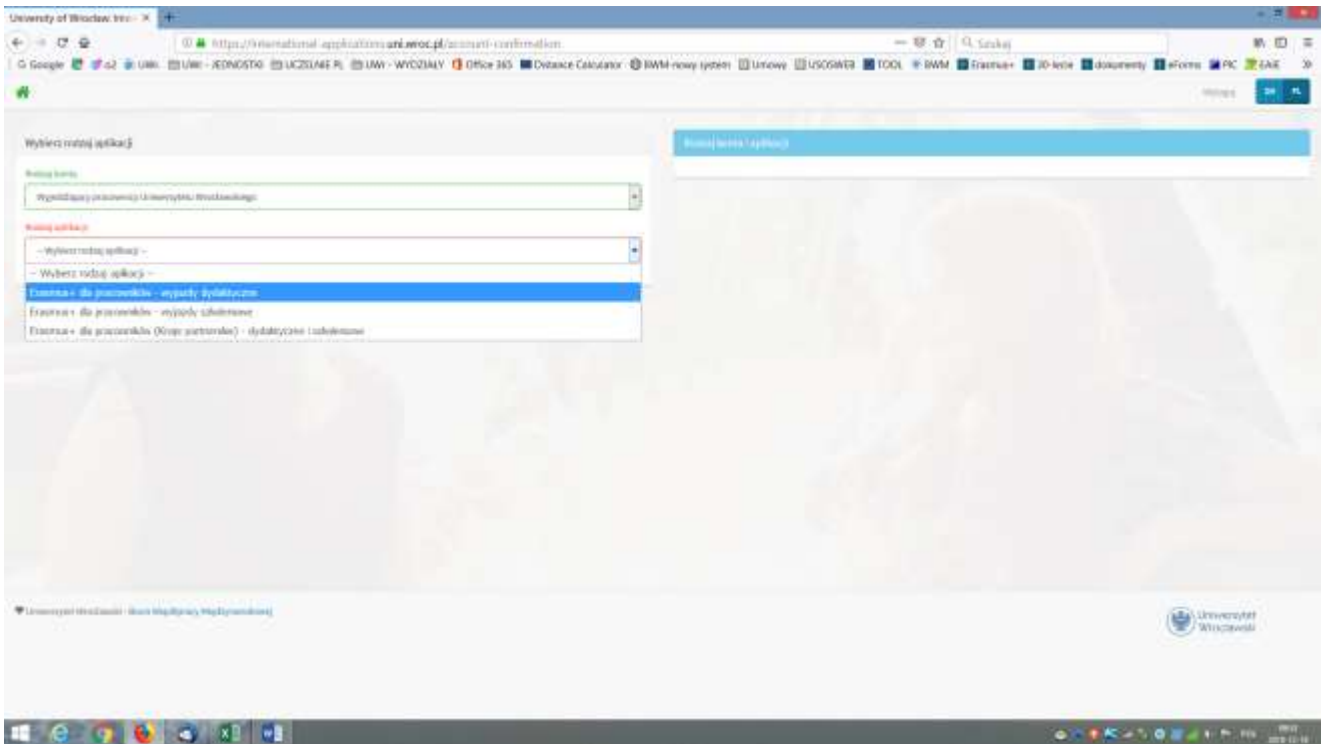 University of Wrocław: Inte
https://international-applications.uni.wroc.pl/account-confirmation
Szukaj
Google
o2
UWr
UWr - JEDNOSTKI
UCZELNIE PL
UWr - WYDZIAŁY
Office 365
Distance Calculator
BWM-nowy system
Umowy
USOSWEB
TOOL
BWM
Erasmus+
30-lecie
dokumenty
eForms
PIC
EAIE
EN PL
Wybierz rodzaj aplikacji
Rodzaj konta i aplikacji
Rodzaj konta
Wyjeżdżający pracownicy Uniwersytetu Wrocławskiego
Rodzaj aplikacji
-- Wybierz rodzaj aplikacji --
-- Wybierz rodzaj aplikacji --
Erasmus+ dla pracowników - wyjazdy dydaktyczne
Erasmus+ dla pracowników - wyjazdy szkoleniowe
Erasmus+ dla pracowników (Kraje partnerskie) - dydaktyczne i szkoleniowe
Uniwersytet Wrocławski - Biuro Współpracy Międzynarodowej
Uniwersytet
Wrocławski